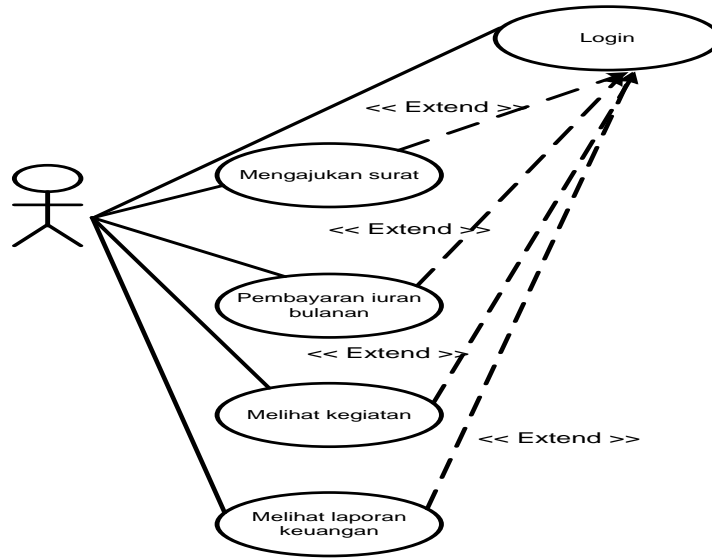 Login
<< Extend >>
Mengajukan surat
<< Extend >>
Pembayaran iuran
bulanan
<< Extend >>
Melihat kegiatan
<< Extend >>
Melihat laporan
keuangan